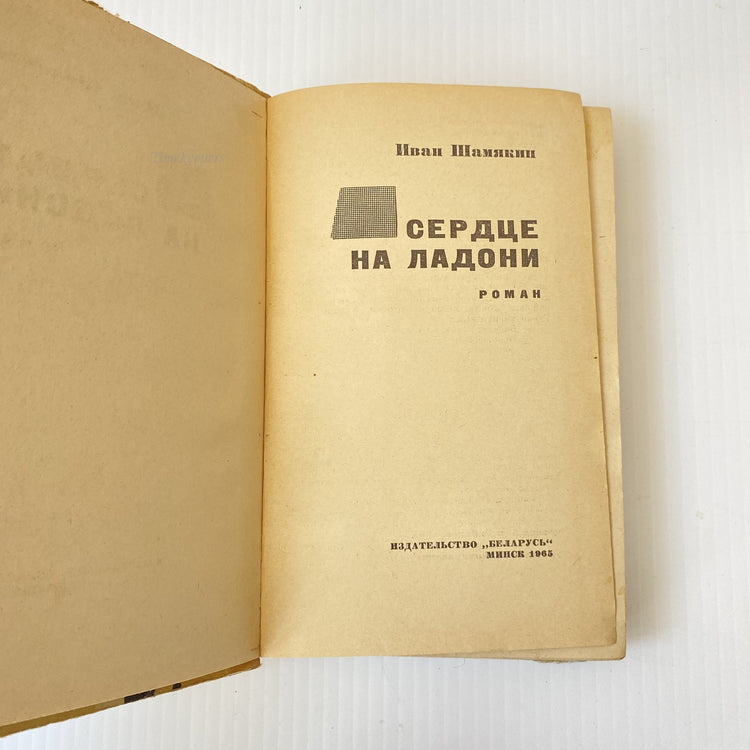 Иван Шамякин
СЕРДЦЕ
НА ЛАДОНИ
РОМАН
ИЗДАТЕЛЬСТВО „БЕЛАРУСЬ“
МИНСК 1965